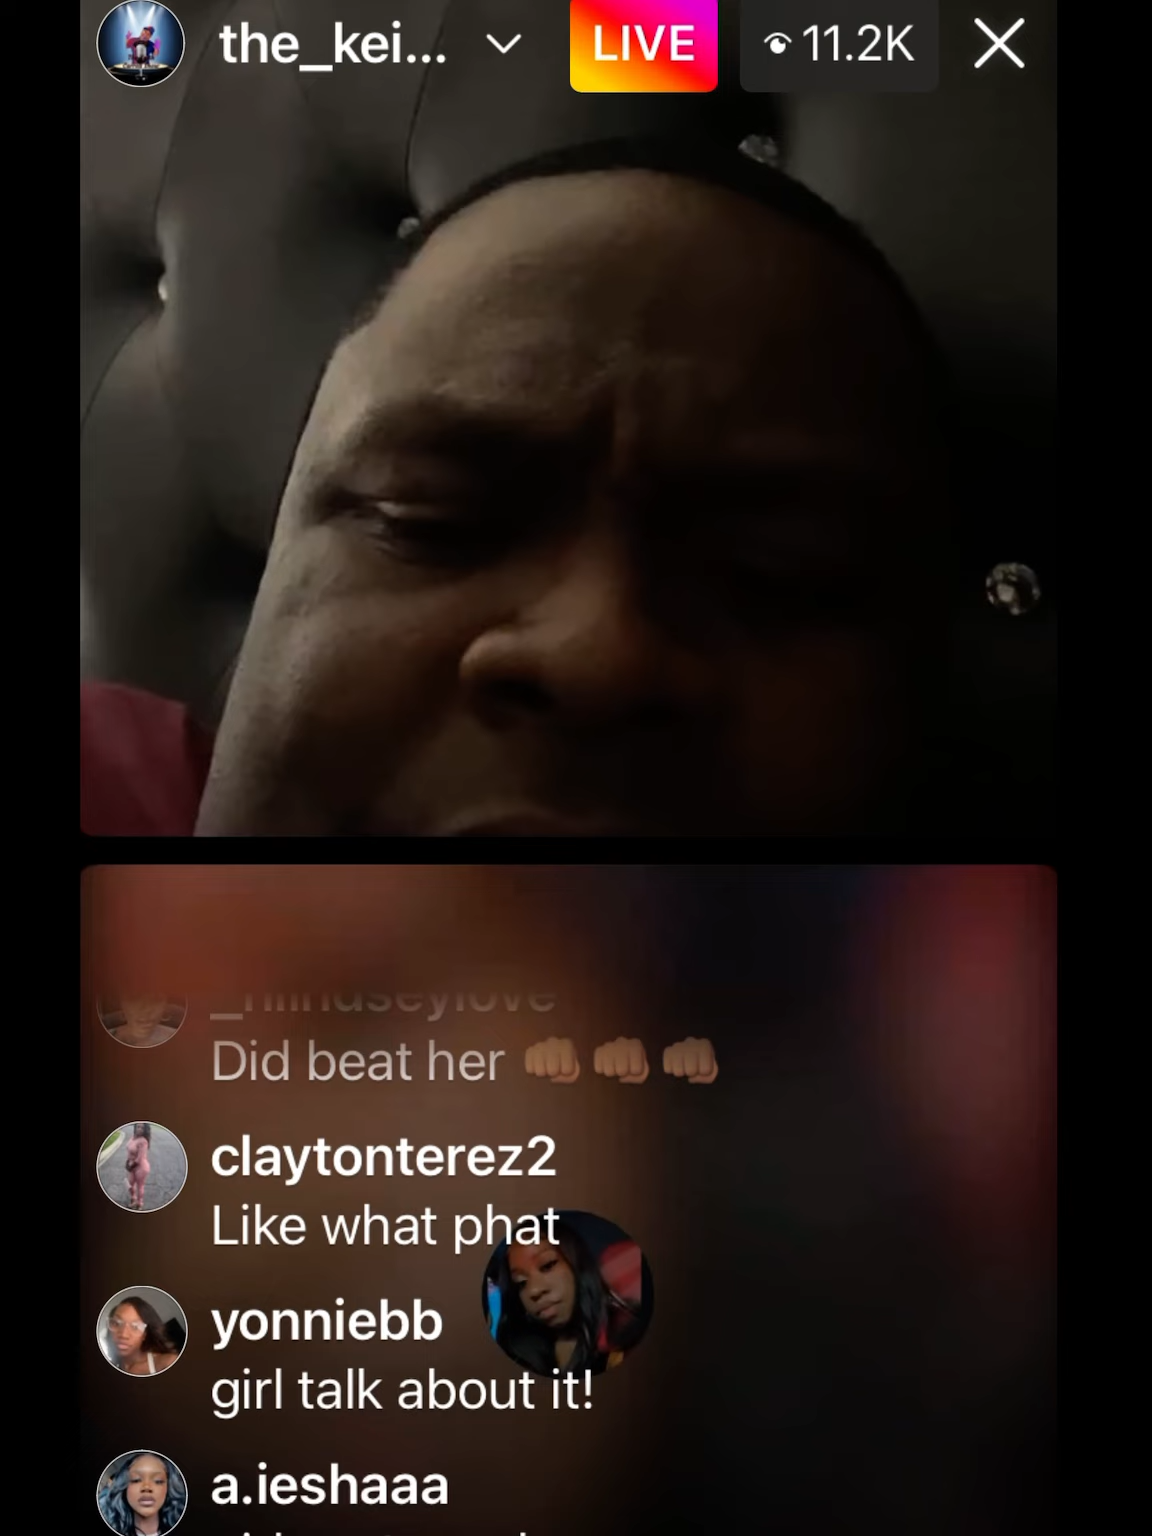 the_kei...
LIVE
11.2K
Did beat her 👊🏽👊🏽👊🏽
claytonterez2
Like what phat
yonniebb
girl talk about it!
a.ieshaaa